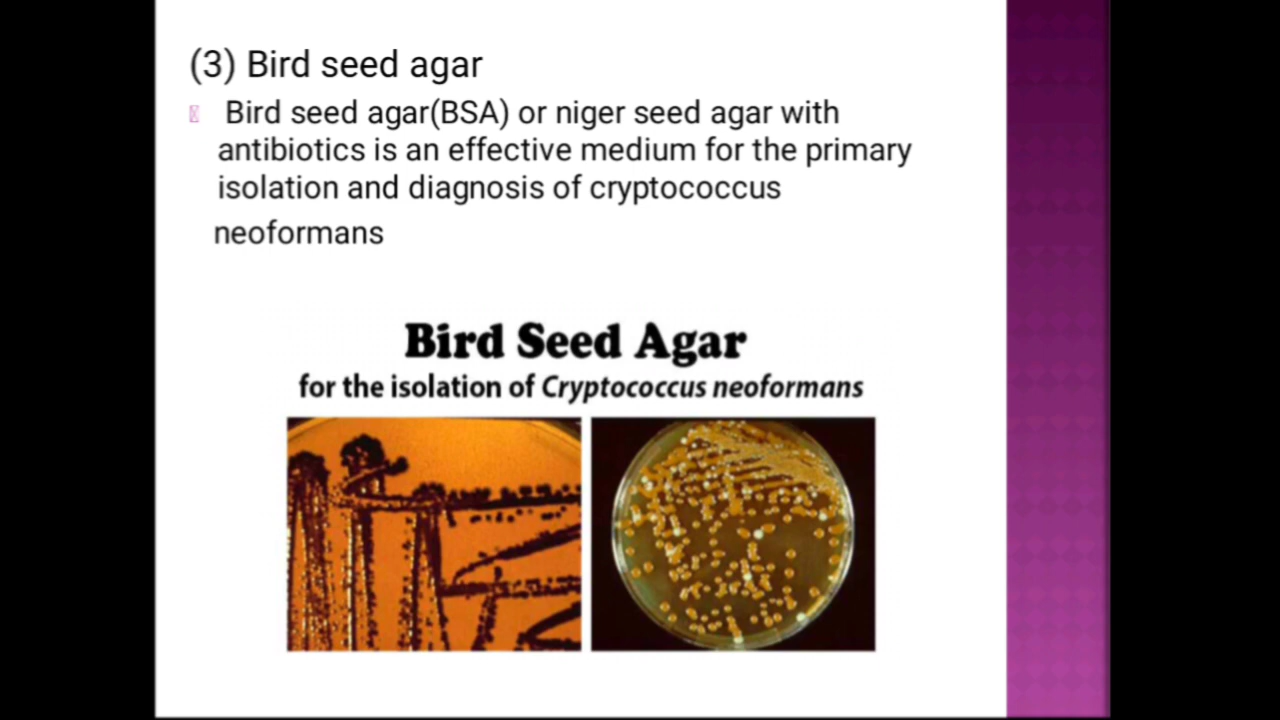 (3) Bird seed agar
Bird seed agar(BSA) or niger seed agar with
antibiotics is an effective medium for the primary
isolation and diagnosis of cryptococcus
neoformans
Bird Seed Agar
for the isolation of Cryptococcus neoformans